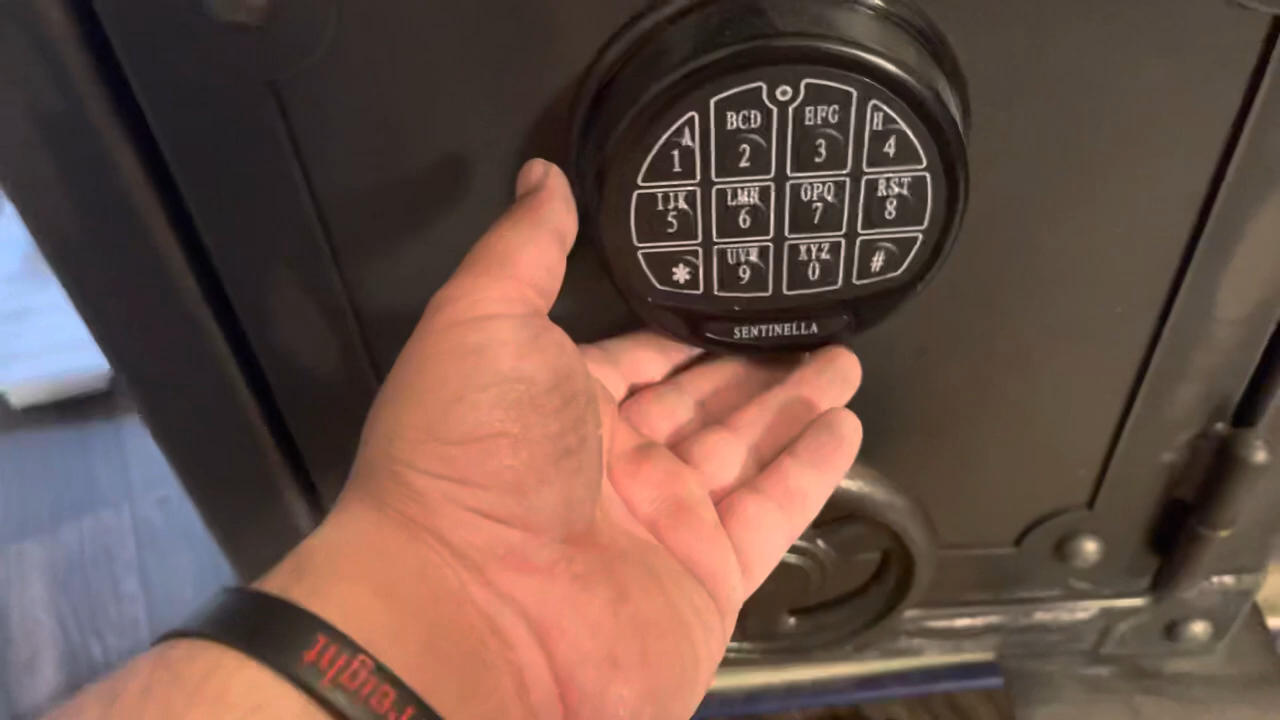 A BCD EFG H
1 2 3 4
IJK LMN OPQ RST
5 6 7 8
UVW XYZ
* 9 0 #
SENTINELLA